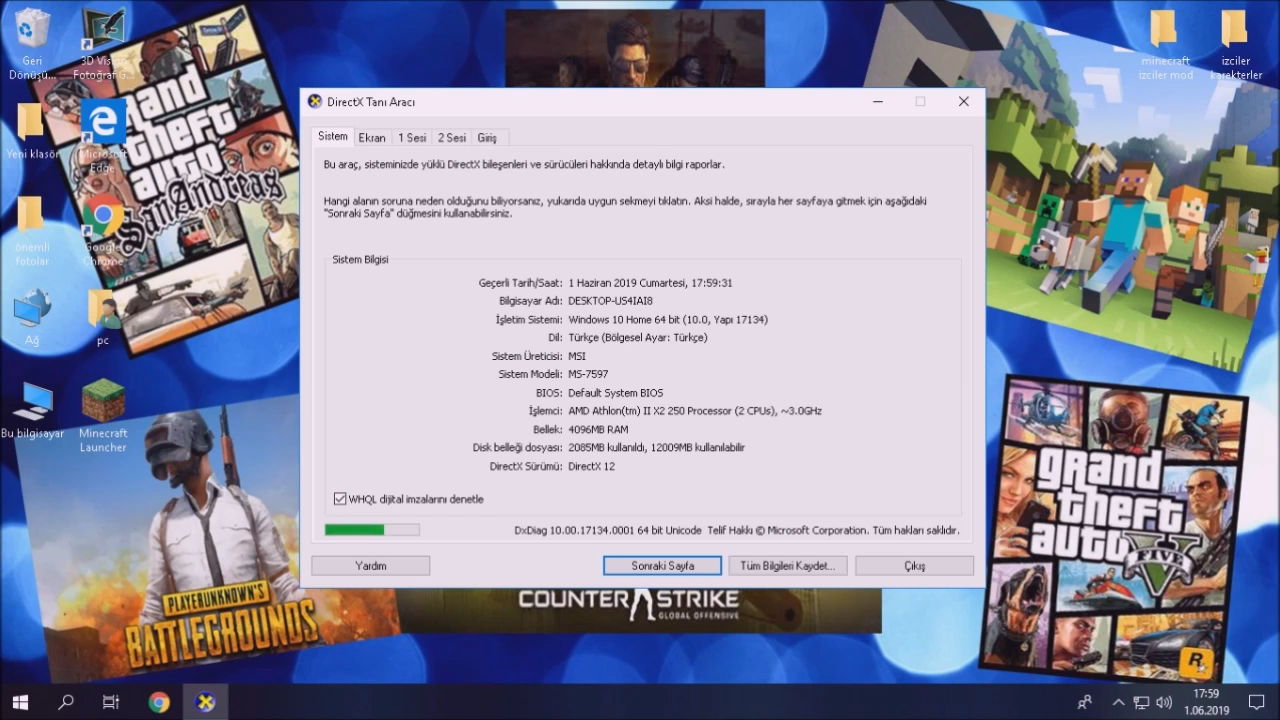 Geri
Dönüşü...
3D Vision
Fotoğraf G...
Yeni klasör
Microsoft
Edge
önemli
fotolar
Google
Chrome
Ağ
pc
Bu bilgisayar
Minecraft
Launcher
minecraft
izciler mod
izciler
karekterler
grand
theft
auto
San Andreas
DirectX Tanı Aracı
Sistem
Ekran
1 Sesi
2 Sesi
Giriş
Bu araç, sisteminizde yüklü DirectX bileşenleri ve sürücüleri hakkında detaylı bilgi raporlar.
Hangi alanın soruna neden olduğunu biliyorsanız, yukarıda uygun sekmeyi tıklatın. Aksi halde, sırayla her sayfaya gitmek için aşağıdaki
"Sonraki Sayfa" düğmesini kullanabilirsiniz.
Sistem Bilgisi
Geçerli Tarih/Saat: 1 Haziran 2019 Cumartesi, 17:59:31
Bilgisayar Adı: DESKTOP-US4IAI8
İşletim Sistemi: Windows 10 Home 64 bit (10.0, Yapı 17134)
Dil: Türkçe (Bölgesel Ayar: Türkçe)
Sistem Üreticisi: MSI
Sistem Modeli: MS-7597
BIOS: Default System BIOS
İşlemci: AMD Athlon(tm) II X2 250 Processor (2 CPUs), ~3.0GHz
Bellek: 4096MB RAM
Disk belleği dosyası: 2085MB kullanıldı, 12009MB kullanılabilir
DirectX Sürümü: DirectX 12
WHQL dijital imzalarını denetle
DxDiag 10.00.17134.0001 64 bit Unicode Telif Hakkı © Microsoft Corporation. Tüm hakları saklıdır.
Yardım
Sonraki Sayfa
Tüm Bilgileri Kaydet...
Çıkış
PLAYERUNKNOWN'S
BATTLEGROUNDS
COUNTER STRIKE
GLOBAL OFFENSIVE
grand
theft
auto
FIVE
R
17:59
1.06.2019